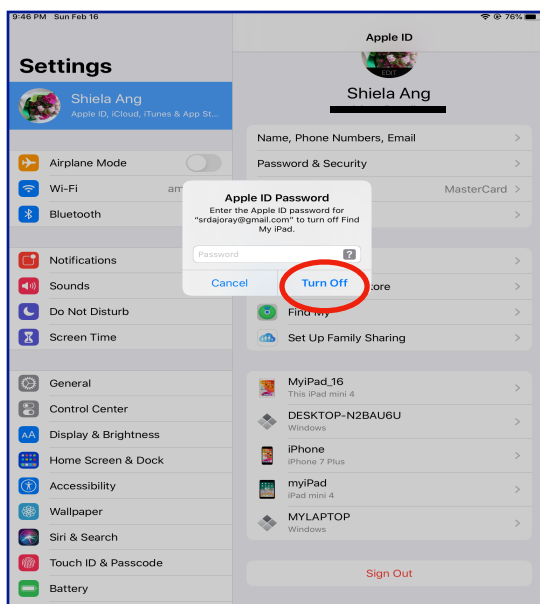 9:46 PM Sun Feb 16
76%
Settings
Shiela Ang
Apple ID, iCloud, iTunes & App St...
Airplane Mode
Wi-Fi
am
Bluetooth
Notifications
Sounds
Do Not Disturb
Screen Time
General
Control Center
AA
Display & Brightness
Home Screen & Dock
Accessibility
Wallpaper
Siri & Search
Touch ID & Passcode
Battery
Apple ID
EDIT
Shiela Ang
Name, Phone Numbers, Email
Password & Security
MasterCard
Apple ID Password
Enter the Apple ID password for
"srdajoray@gmail.com" to turn off Find
My iPad.
Password
?
Cancel
Turn Off
ore
Find My
Set Up Family Sharing
MyiPad_16
This iPad mini 4
DESKTOP-N2BAU6U
Windows
iPhone
iPhone 7 Plus
myiPad
iPad mini 4
MYLAPTOP
Windows
Sign Out